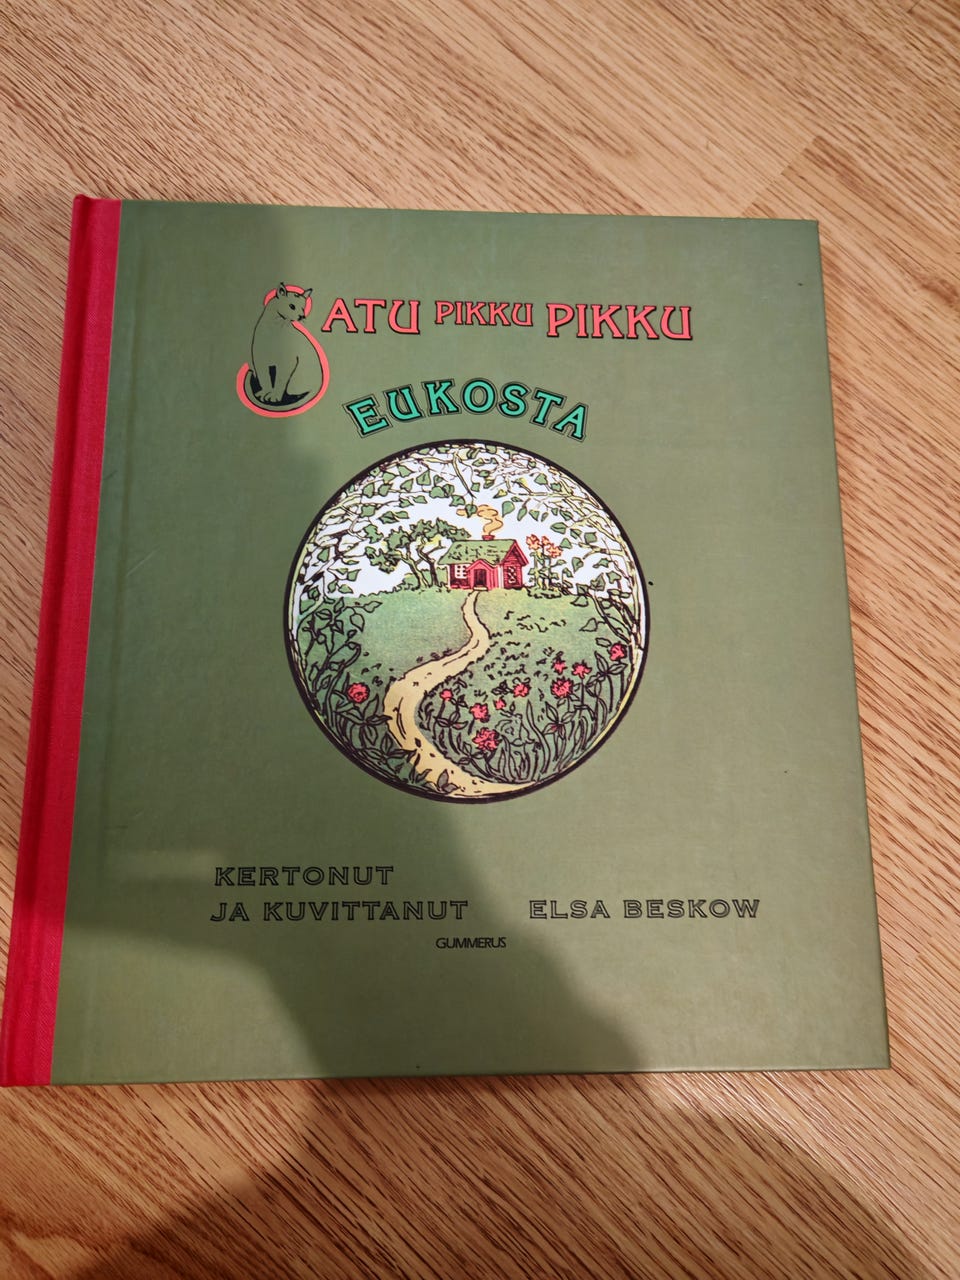 SATU PIKKU PIKKU
EUKOSTA
KERTONUT
JA KUVITTANUT ELSA BESKOW
GUMMERUS